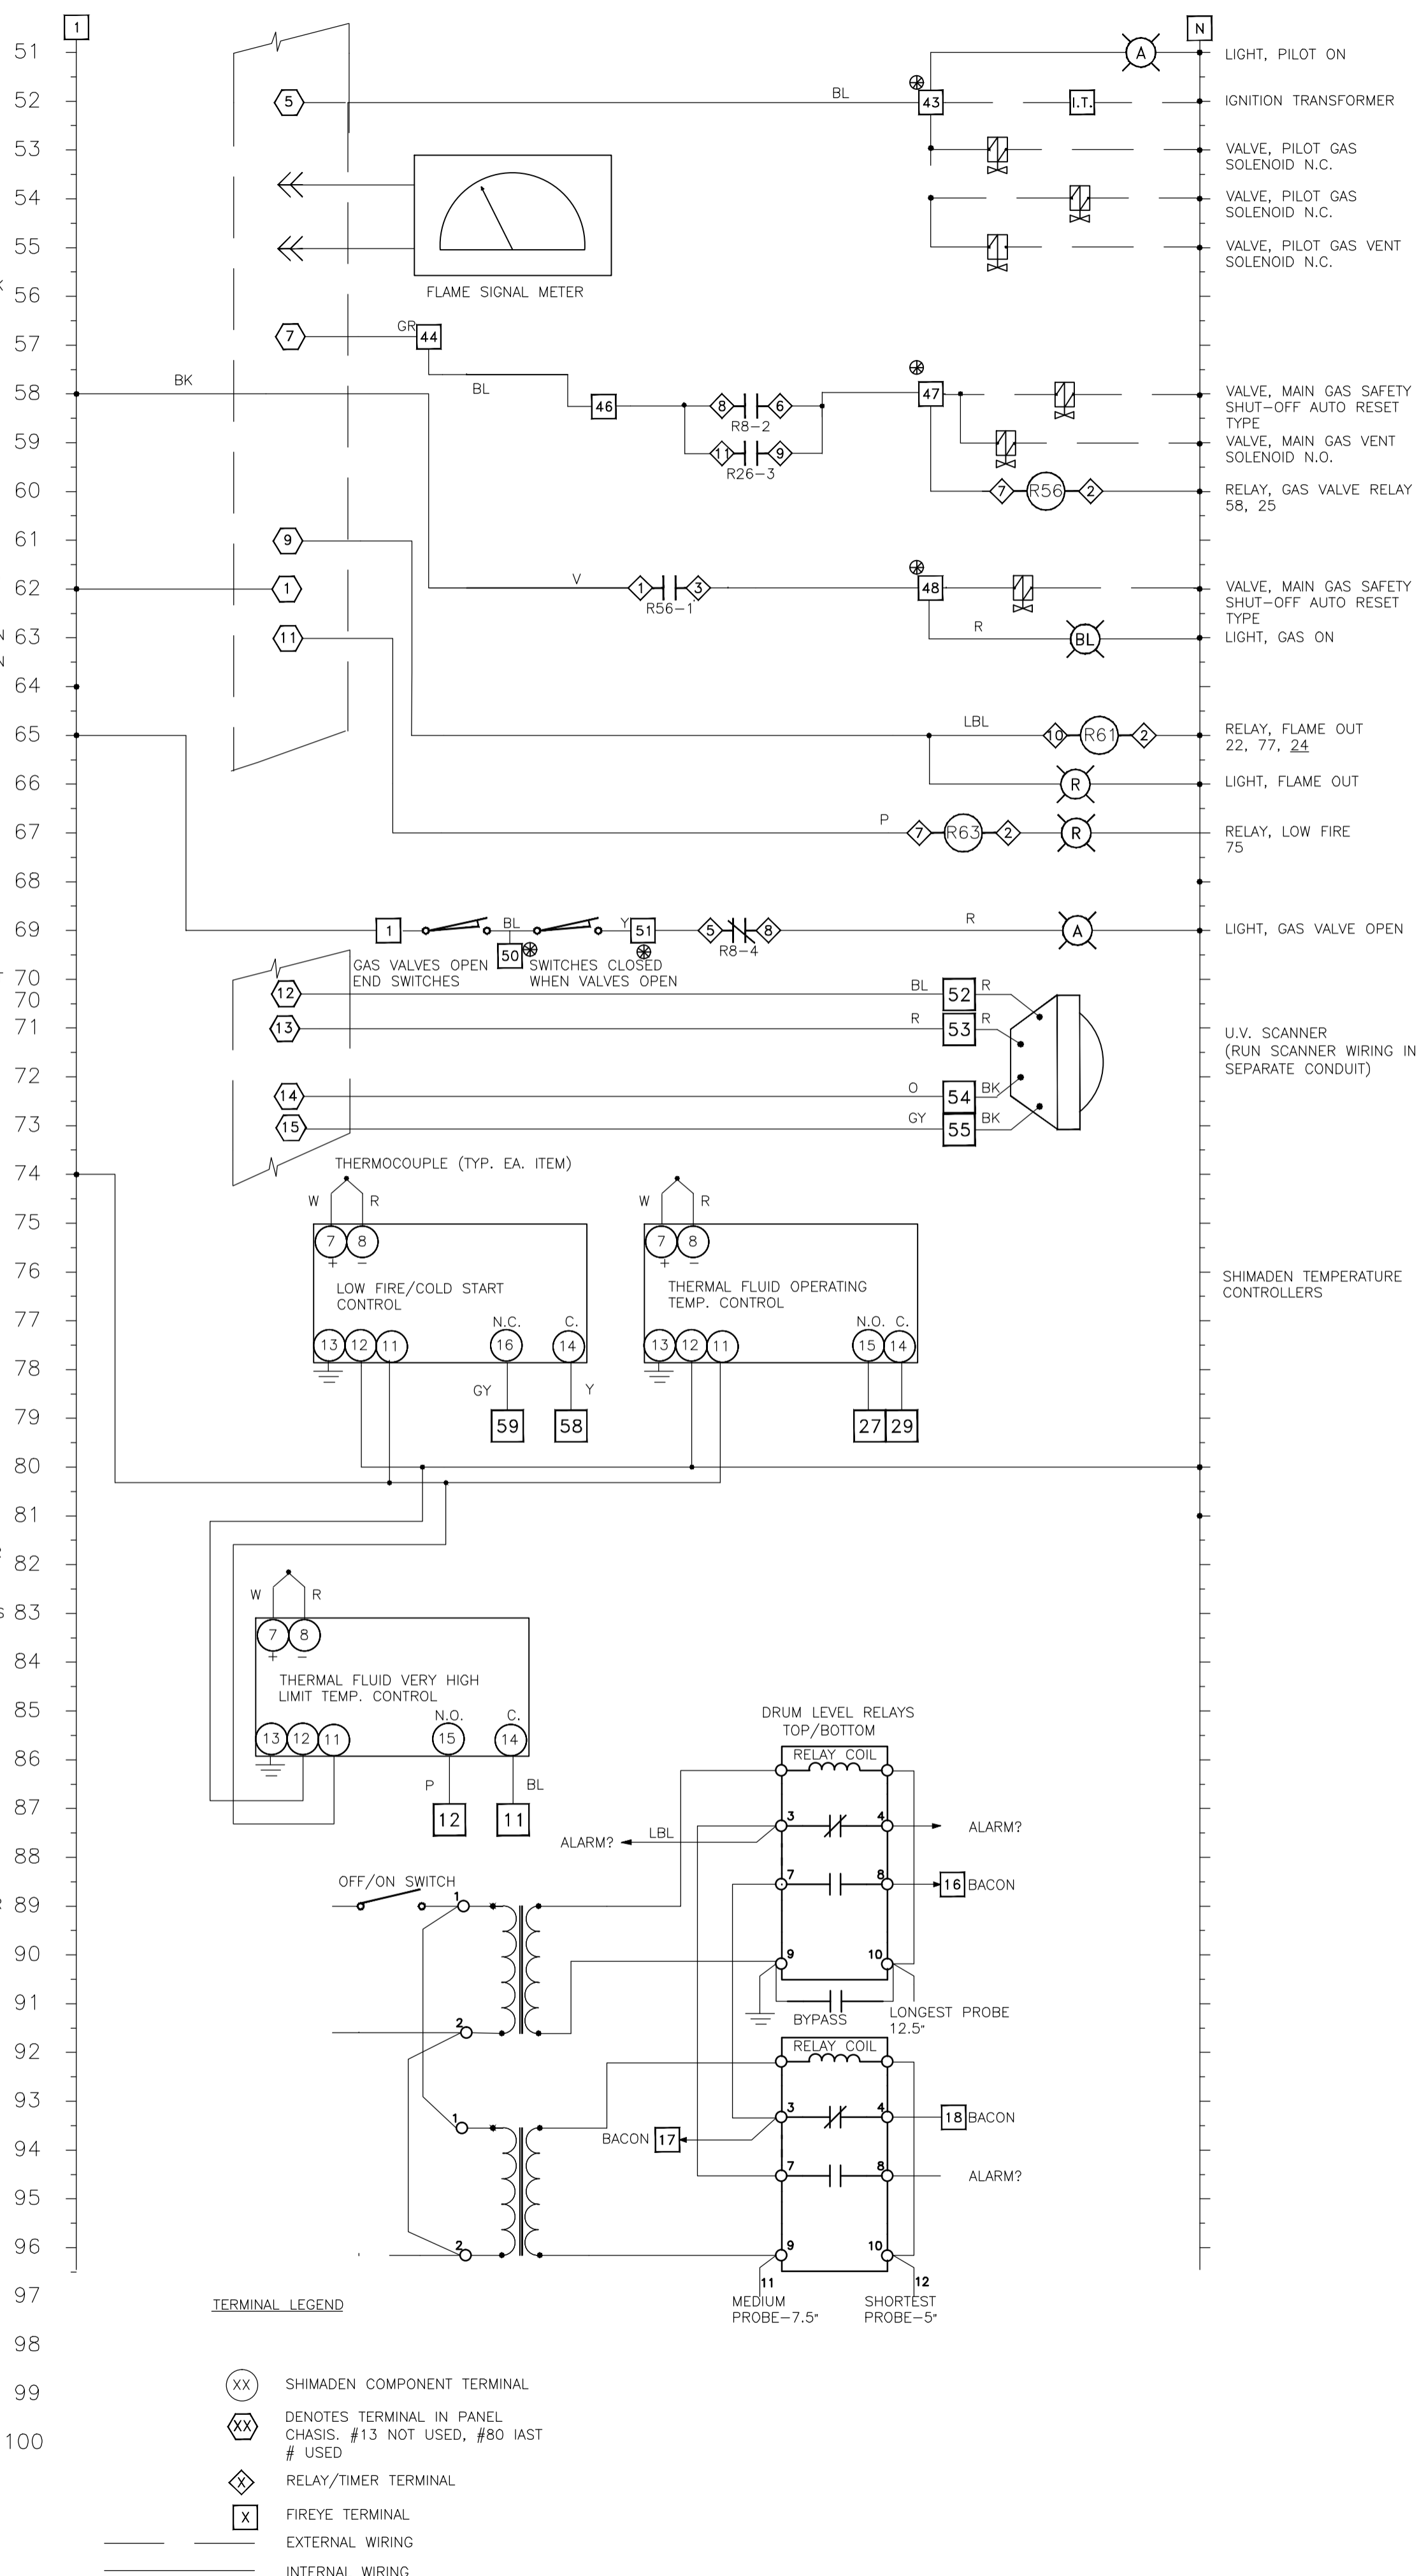 1
N
51
A
LIGHT, PILOT ON
52
5
BL
43
I.T.
IGNITION TRANSFORMER
53
VALVE, PILOT GAS
SOLENOID N.C.
54
VALVE, PILOT GAS
SOLENOID N.C.
55
VALVE, PILOT GAS VENT
SOLENOID N.C.
56
FLAME SIGNAL METER
57
7
GR
44
58
BK
BL
46
8
6
R8-2
47
VALVE, MAIN GAS SAFETY
SHUT-OFF AUTO RESET
TYPE
59
11
9
R26-3
VALVE, MAIN GAS VENT
SOLENOID N.O.
60
7
R56
2
RELAY, GAS VALVE RELAY
58, 25
61
9
62
1
V
1
3
R56-1
48
VALVE, MAIN GAS SAFETY
SHUT-OFF AUTO RESET
TYPE
N 63
11
R
BL
LIGHT, GAS ON
N
64
65
LBL
10
R61
2
RELAY, FLAME OUT
22, 77, 24
66
R
LIGHT, FLAME OUT
67
P
7
R63
2
R
RELAY, LOW FIRE
75
68
69
1
BL
50
Y
51
5
8
R8-4
R
A
LIGHT, GAS VALVE OPEN
GAS VALVES OPEN
END SWITCHES
SWITCHES CLOSED
WHEN VALVES OPEN
70
70
12
BL
52
R
71
13
R
53
R
U.V. SCANNER
(RUN SCANNER WIRING IN
SEPARATE CONDUIT)
72
14
O
54
BK
73
15
GY
55
BK
74
THERMOCOUPLE (TYP. EA. ITEM)
W
R
W
R
75
7
8
7
8
76
+
−
+
−
LOW FIRE/COLD START
CONTROL
THERMAL FLUID OPERATING
TEMP. CONTROL
SHIMADEN TEMPERATURE
CONTROLLERS
77
N.C.
C.
N.O.
C.
13
12
11
16
14
13
12
11
15
14
78
GY
Y
79
59
58
27
29
80
81
82
W
R
S 83
7
8
+
−
84
THERMAL FLUID VERY HIGH
LIMIT TEMP. CONTROL
85
N.O.
C.
DRUM LEVEL RELAYS
TOP/BOTTOM
13
12
11
15
14
86
RELAY COIL
P
BL
87
12
11
3
4
ALARM?
LBL
ALARM?
88
OFF/ON SWITCH
7
8
16
BACON
89
1
90
9
10
91
BYPASS
LONGEST PROBE
12.5"
2
92
RELAY COIL
93
1
3
4
18
BACON
94
BACON
17
7
8
ALARM?
95
96
2
9
10
97
11
12
MEDIUM
PROBE-7.5"
SHORTEST
PROBE-5"
TERMINAL LEGEND
98
99
XX
SHIMADEN COMPONENT TERMINAL
100
XX
DENOTES TERMINAL IN PANEL
CHASIS. #13 NOT USED, #80 lAST
# USED
X
RELAY/TIMER TERMINAL
X
FIREYE TERMINAL
EXTERNAL WIRING
INTERNAL WIRING